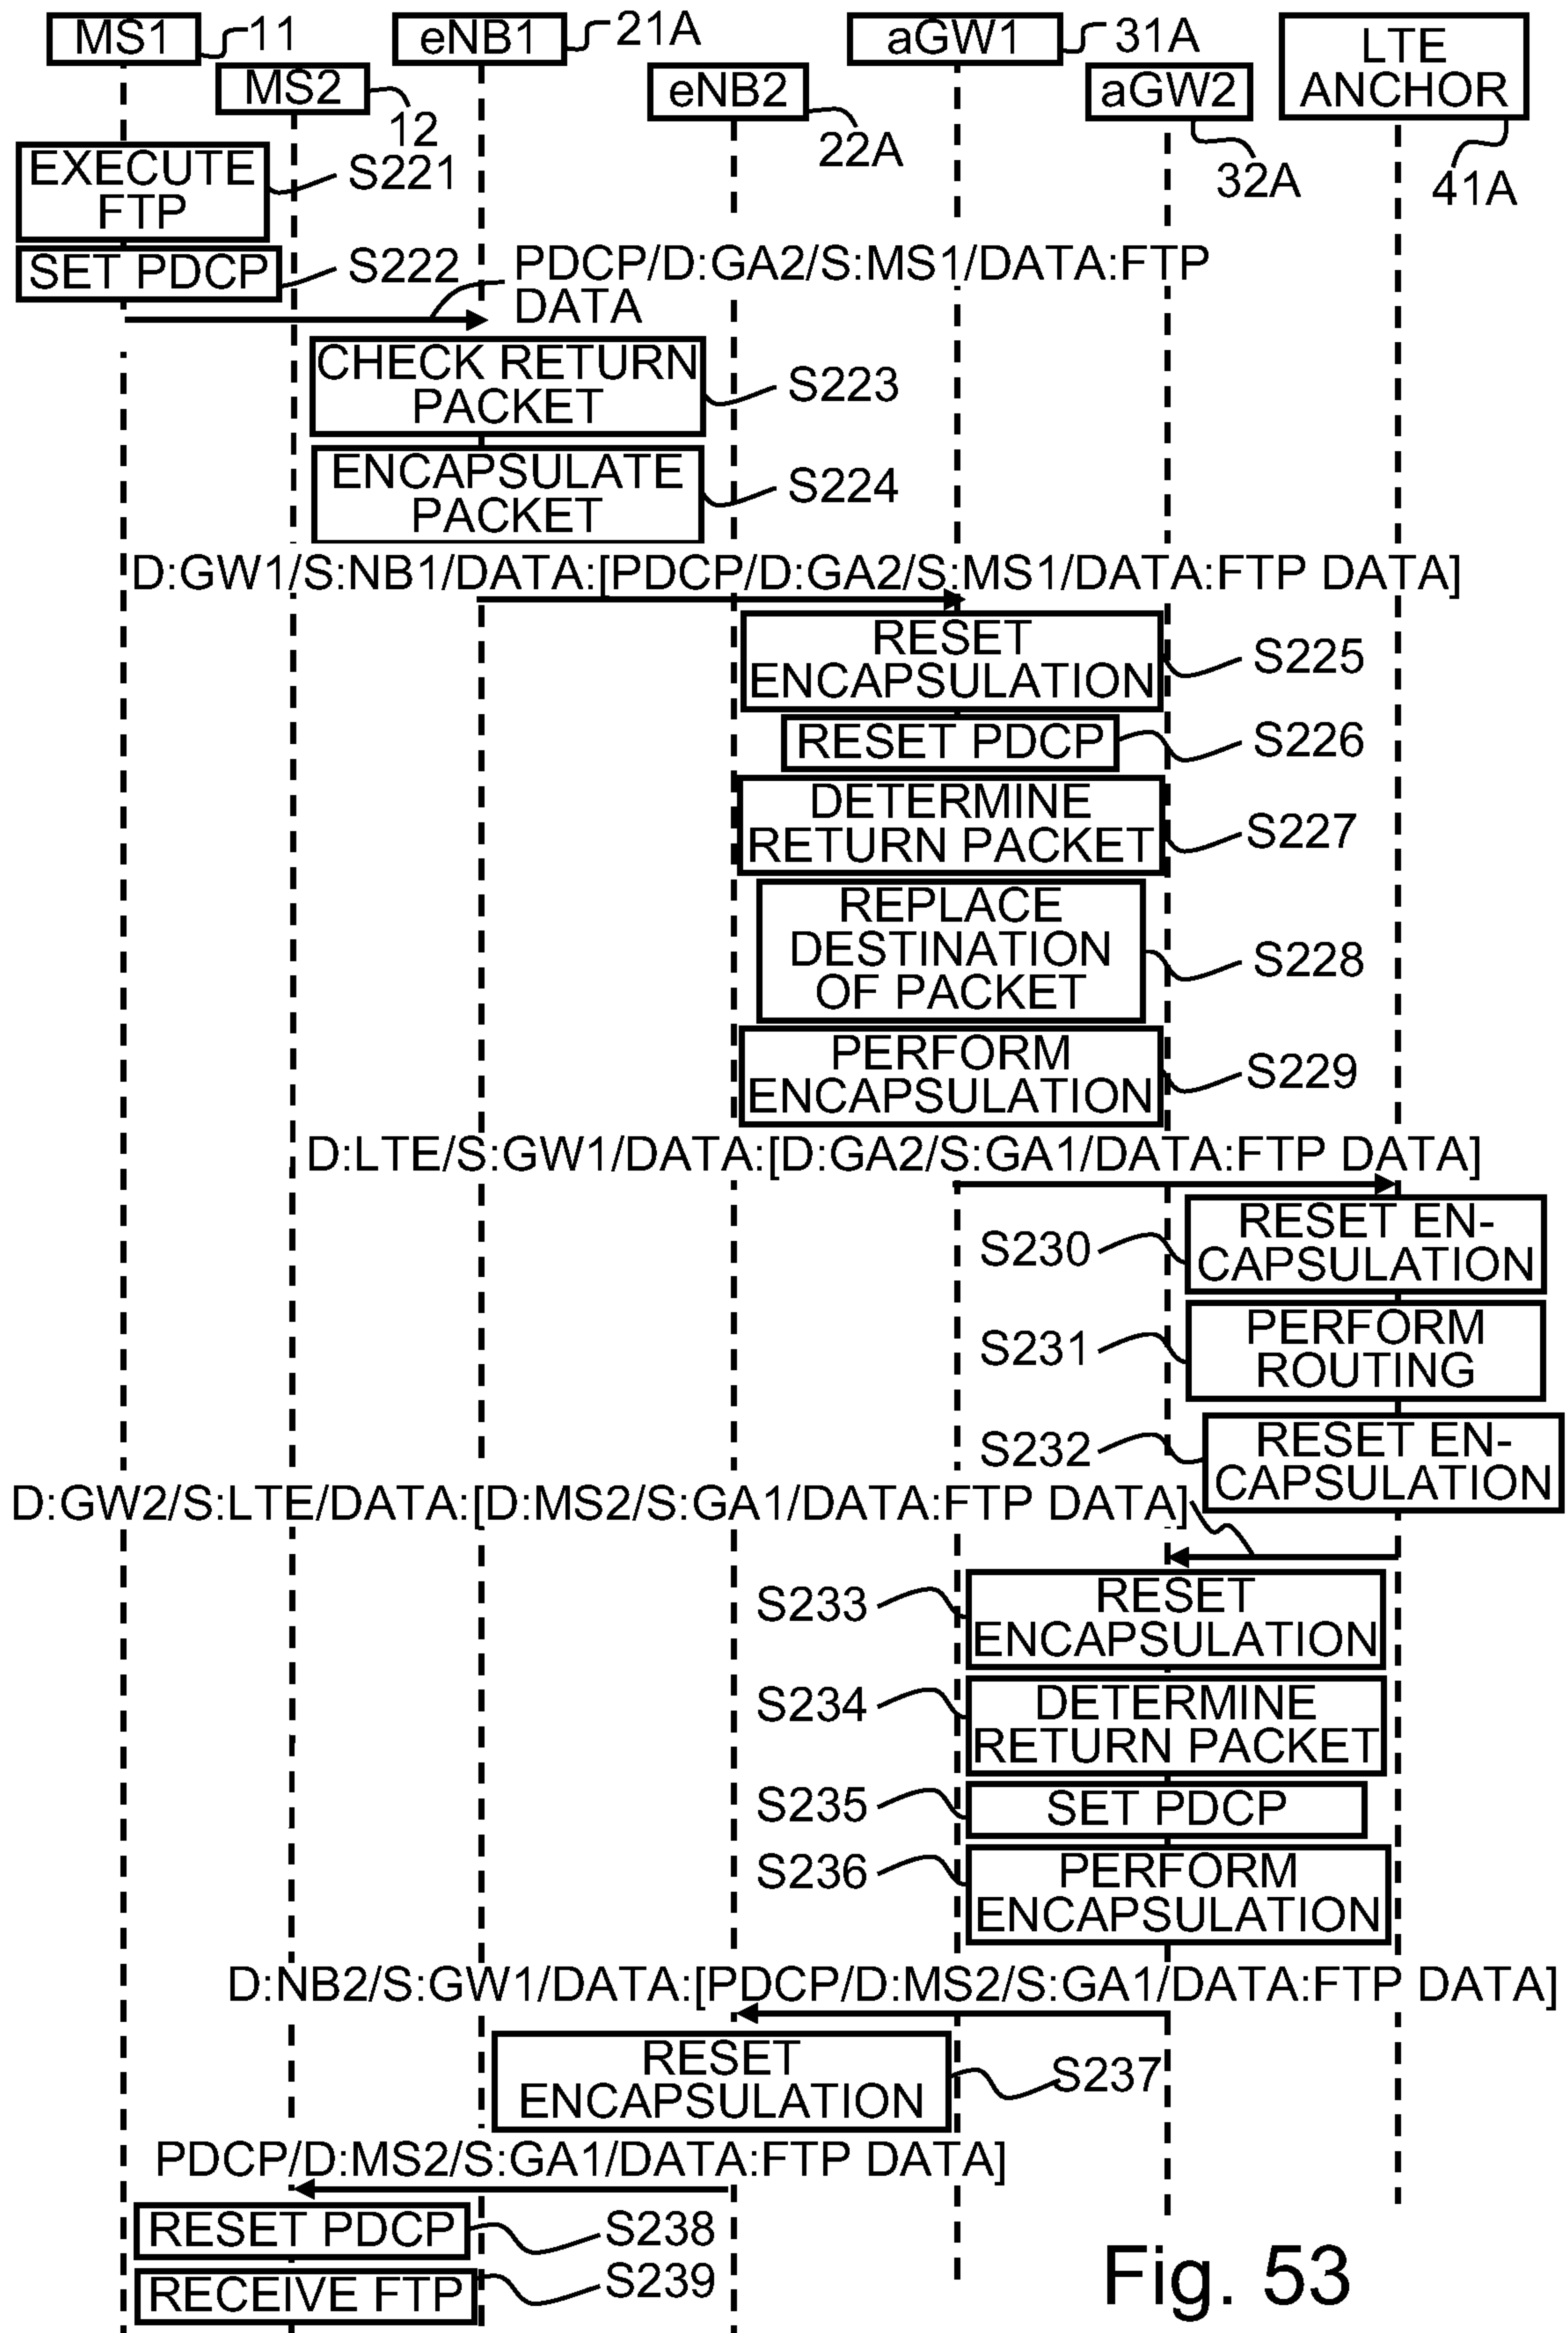 MS1
11
eNB1
21A
aGW1
31A
LTE
ANCHOR
MS2
12
eNB2
22A
aGW2
32A
41A
EXECUTE
FTP
S221
SET PDCP
S222
PDCP/D:GA2/S:MS1/DATA:FTP
DATA
CHECK RETURN
PACKET
S223
ENCAPSULATE
PACKET
S224
D:GW1/S:NB1/DATA:[PDCP/D:GA2/S:MS1/DATA:FTP DATA]
RESET
ENCAPSULATION
S225
RESET PDCP
S226
DETERMINE
RETURN PACKET
S227
REPLACE
DESTINATION
OF PACKET
S228
PERFORM
ENCAPSULATION
S229
D:LTE/S:GW1/DATA:[D:GA2/S:GA1/DATA:FTP DATA]
S230
RESET EN-
CAPSULATION
S231
PERFORM
ROUTING
S232
RESET EN-
CAPSULATION
D:GW2/S:LTE/DATA:[D:MS2/S:GA1/DATA:FTP DATA]
S233
RESET
ENCAPSULATION
S234
DETERMINE
RETURN PACKET
S235
SET PDCP
S236
PERFORM
ENCAPSULATION
D:NB2/S:GW1/DATA:[PDCP/D:MS2/S:GA1/DATA:FTP DATA]
RESET
ENCAPSULATION
S237
PDCP/D:MS2/S:GA1/DATA:FTP DATA]
RESET PDCP
S238
RECEIVE FTP
S239
Fig. 53